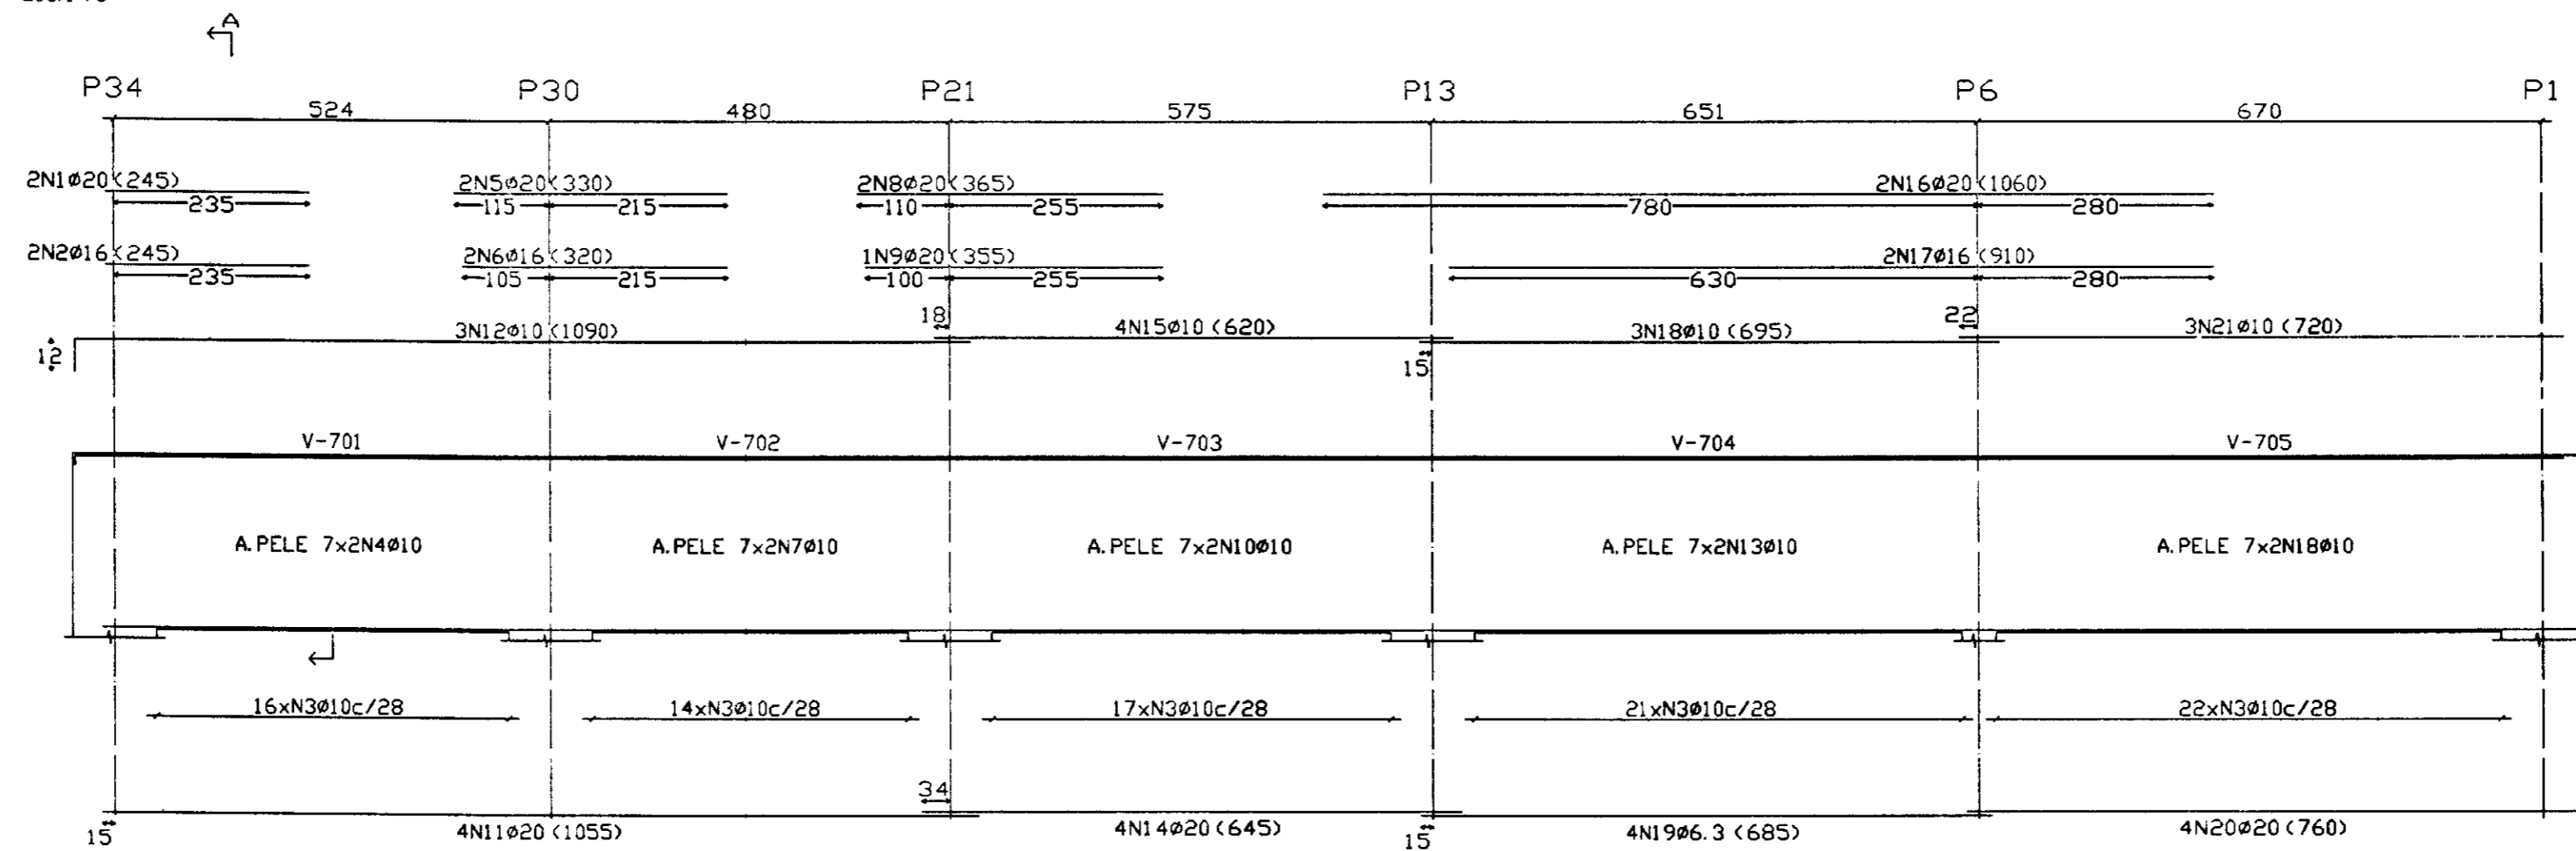 A
P34 P30 P21 P13 P6 P1
524 480 575 651 670
2N1ø20(245) 2N5ø20(330) 2N8ø20(365) 2N16ø20(1060)
235 115 215 110 255 780 280
2N2ø16(245) 2N6ø16(320) 1N9ø20(355) 2N17ø16(910)
235 105 215 100 255 630 280
18 22
3N12ø10(1090) 4N15ø10(620) 3N18ø10(695) 3N21ø10(720)
12 15
V-701 V-702 V-703 V-704 V-705
A.PELE 7x2N4ø10 A.PELE 7x2N7ø10 A.PELE 7x2N10ø10 A.PELE 7x2N13ø10 A.PELE 7x2N18ø10
16xN3ø10c/28 14xN3ø10c/28 17xN3ø10c/28 21xN3ø10c/28 22xN3ø10c/28
34
15 4N11ø20(1055) 4N14ø20(645) 15 4N19ø6.3(685) 4N20ø20(760)